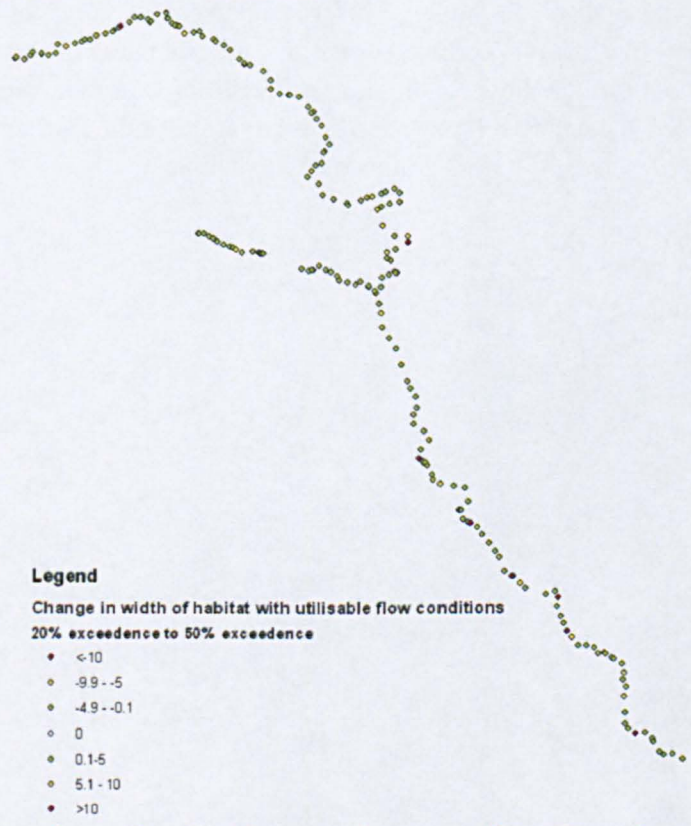 Legend
Change in width of habitat with utilisable flow conditions
20% exceedence to 50% exceedence
<-10
-9.9 - -5
-4.9 - -0.1
0
0.1-5
5.1 - 10
>10